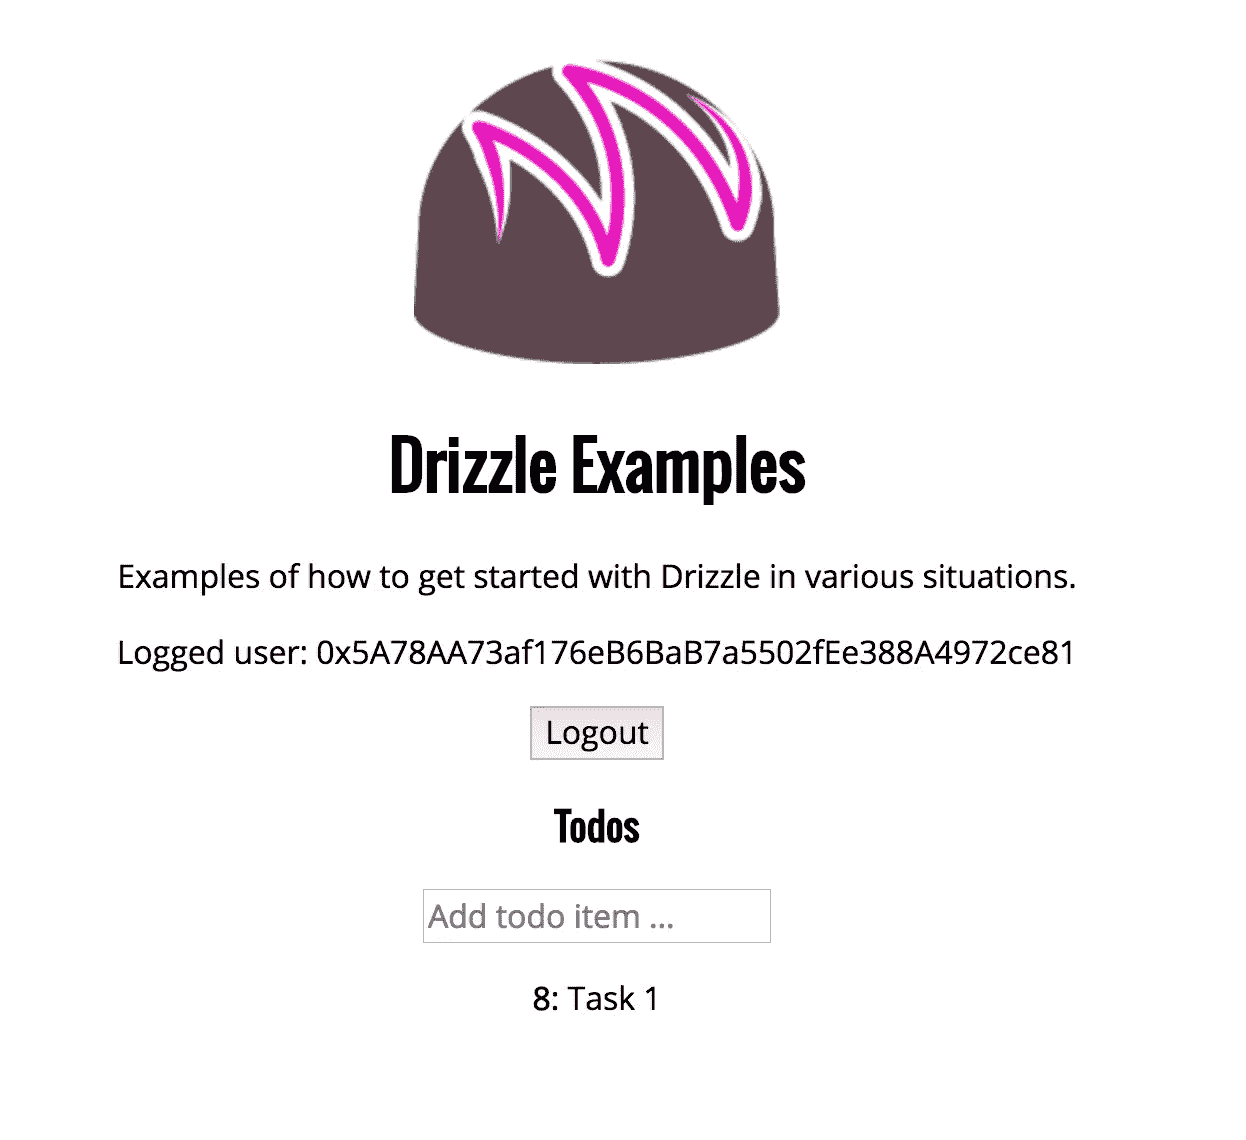 Drizzle Examples
Examples of how to get started with Drizzle in various situations.
Logged user: 0x5A78AA73af176eB6BaB7a5502fEe388A4972ce81
Logout
Todos
Add todo item ...
8: Task 1